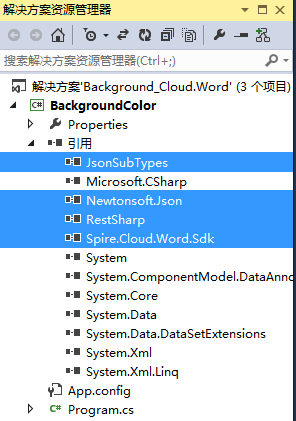 解决方案资源管理器
搜索解决方案资源管理器(Ctrl+;)
解决方案'Background_Cloud.Word' (3 个项目)
C# BackgroundColor
Properties
引用
JsonSubTypes
Microsoft.CSharp
Newtonsoft.Json
RestSharp
Spire.Cloud.Word.Sdk
System
System.ComponentModel.DataAnno
System.Core
System.Data
System.Data.DataSetExtensions
System.Xml
System.Xml.Linq
App.config
C# Program.cs